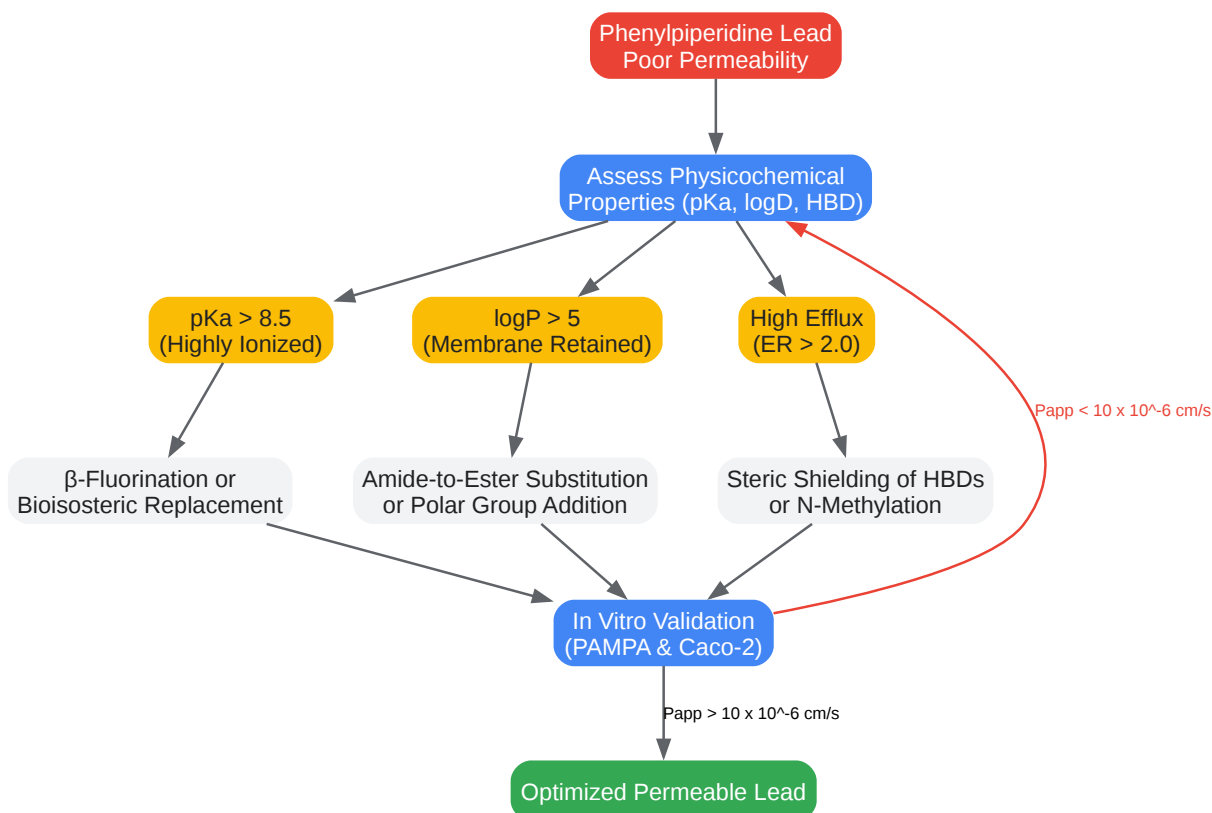 Phenylpiperidine Lead
Poor Permeability
Assess Physicochemical
Properties (pKa, logD, HBD)
pKa > 8.5
(Highly Ionized)
logP > 5
(Membrane Retained)
High Efflux
(ER > 2.0)
Papp < 10 x 10^-6 cm/s
β-Fluorination or
Bioisosteric Replacement
Amide-to-Ester Substitution
or Polar Group Addition
Steric Shielding of HBDs
or N-Methylation
In Vitro Validation
(PAMPA & Caco-2)
Papp > 10 x 10^-6 cm/s
Optimized Permeable Lead